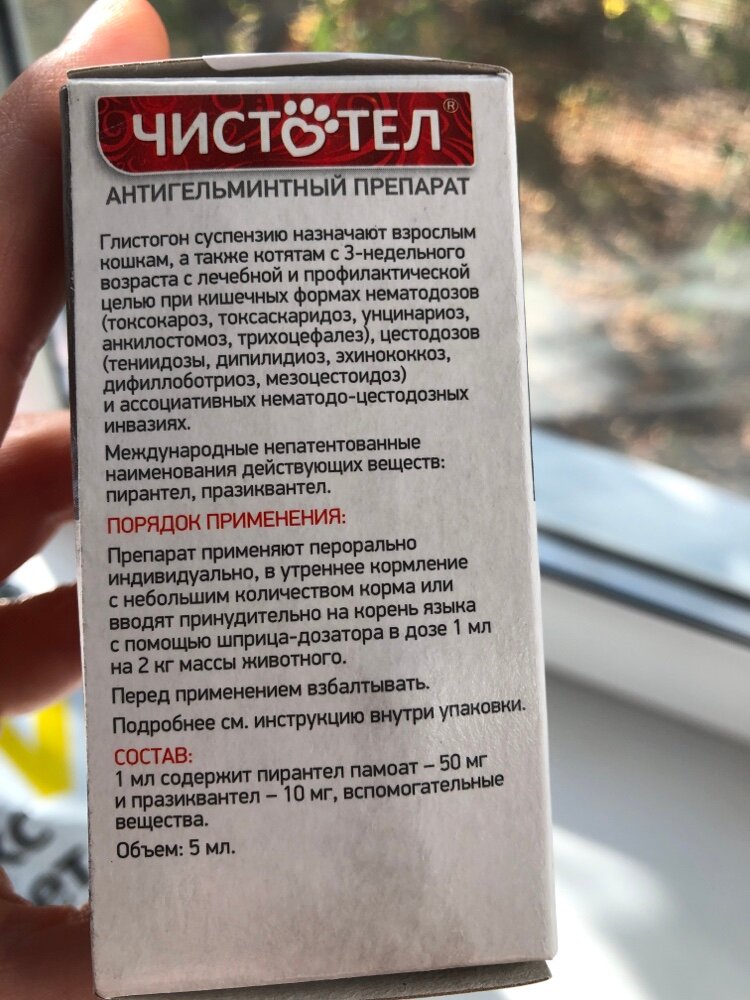 ЧИСТОТЕЛ®
АНТИГЕЛЬМИНТНЫЙ ПРЕПАРАТ
Глистогон суспензию назначают взрослым
кошкам, а также котятам с 3-недельного
возраста с лечебной и профилактической
целью при кишечных формах нематодозов
(токсокароз, токсаскаридоз, унцинариоз,
анкилостомоз, трихоцефалез), цестодозов
(тениидозы, дипилидиоз, эхинококкоз,
дифиллоботриоз, мезоцестоидоз)
и ассоциативных нематодо-цестодозных
инвазиях.
Международные непатентованные
наименования действующих веществ:
пирантел, празиквантел.
ПОРЯДОК ПРИМЕНЕНИЯ:
Препарат применяют перорально
индивидуально, в утреннее кормление
с небольшим количеством корма или
вводят принудительно на корень языка
с помощью шприца-дозатора в дозе 1 мл
на 2 кг массы животного.
Перед применением взбалтывать.
Подробнее см. инструкцию внутри упаковки.
СОСТАВ:
1 мл содержит пирантел памоат – 50 мг
и празиквантел – 10 мг, вспомогательные
вещества.
Объем: 5 мл.